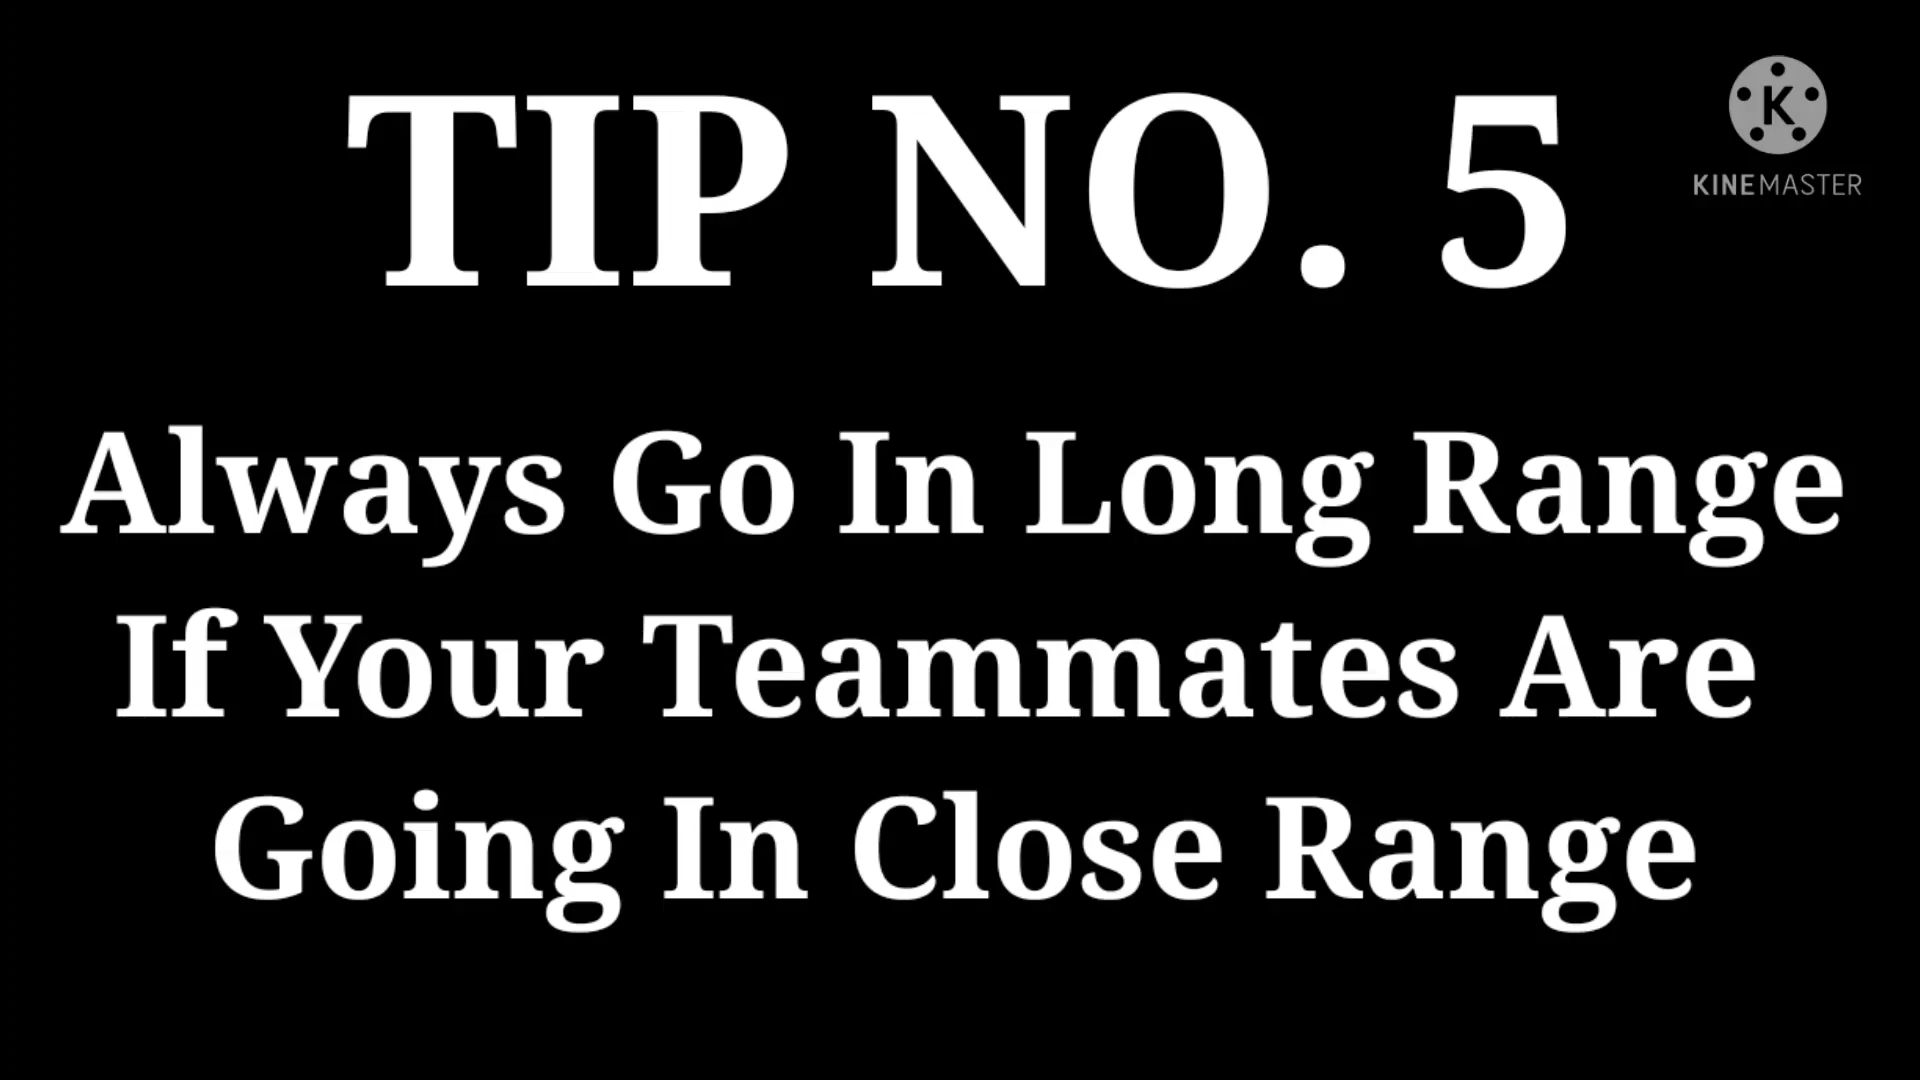 TIP NO. 5
K
KINEMASTER
Always Go In Long Range
If Your Teammates Are
Going In Close Range